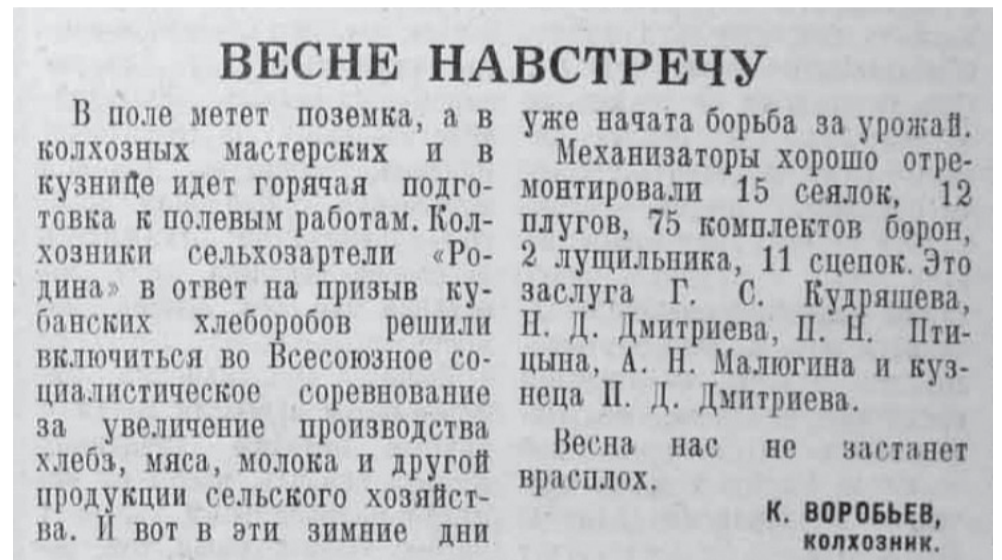 ВЕСНЕ НАВСТРЕЧУ
В поле метет поземка, а в
колхозных мастерских и в
кузнице идет горячая подго-
товка к полевым работам. Кол-
хозники сельхозартели «Ро-
дина» в ответ на призыв ку-
банских хлеборобов решили
включиться во Всесоюзное со-
циалистическое соревнование
за увеличение производства
хлеба, мяса, молока и другой
продукции сельского хозяйст-
ва. И вот в эти зимние дни
уже начата борьба за урожай.
Механизаторы хорошо отре-
монтировали 15 сеялок, 12
плугов, 75 комплектов борон,
2 лущильника, 11 сцепок. Это
заслуга Г. С. Кудряшева,
Н. Д. Дмитриева, П. Н. Пти-
цына, А. Н. Малюгина и куз-
неца П. Д. Дмитриева.
Весна нас не застанет
врасплох.
К. ВОРОБЬЕВ,
колхозник.